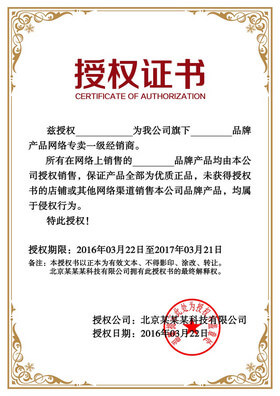 授权证书
CERTIFICATE OF AUTHORIZATION
兹授权__________为我公司旗下_______品牌
产品网络专卖一级经销商。
所有在网络上销售的________品牌产品均由本公
司授权销售，保证产品全部为优质正品，未获得授权
书的店铺或其他网络渠道销售本公司品牌产品，均属
于侵权行为。
特此授权！
授权期限：2016年03月22日至2017年03月21日
备注：本授权书以正本为有效文本、不得影印、涂改、转让。
北京某某某科技有限公司拥有此授权书的最终解释权。
授权公司：北京某某某科技有限公司
授权日期：2016年03月22日